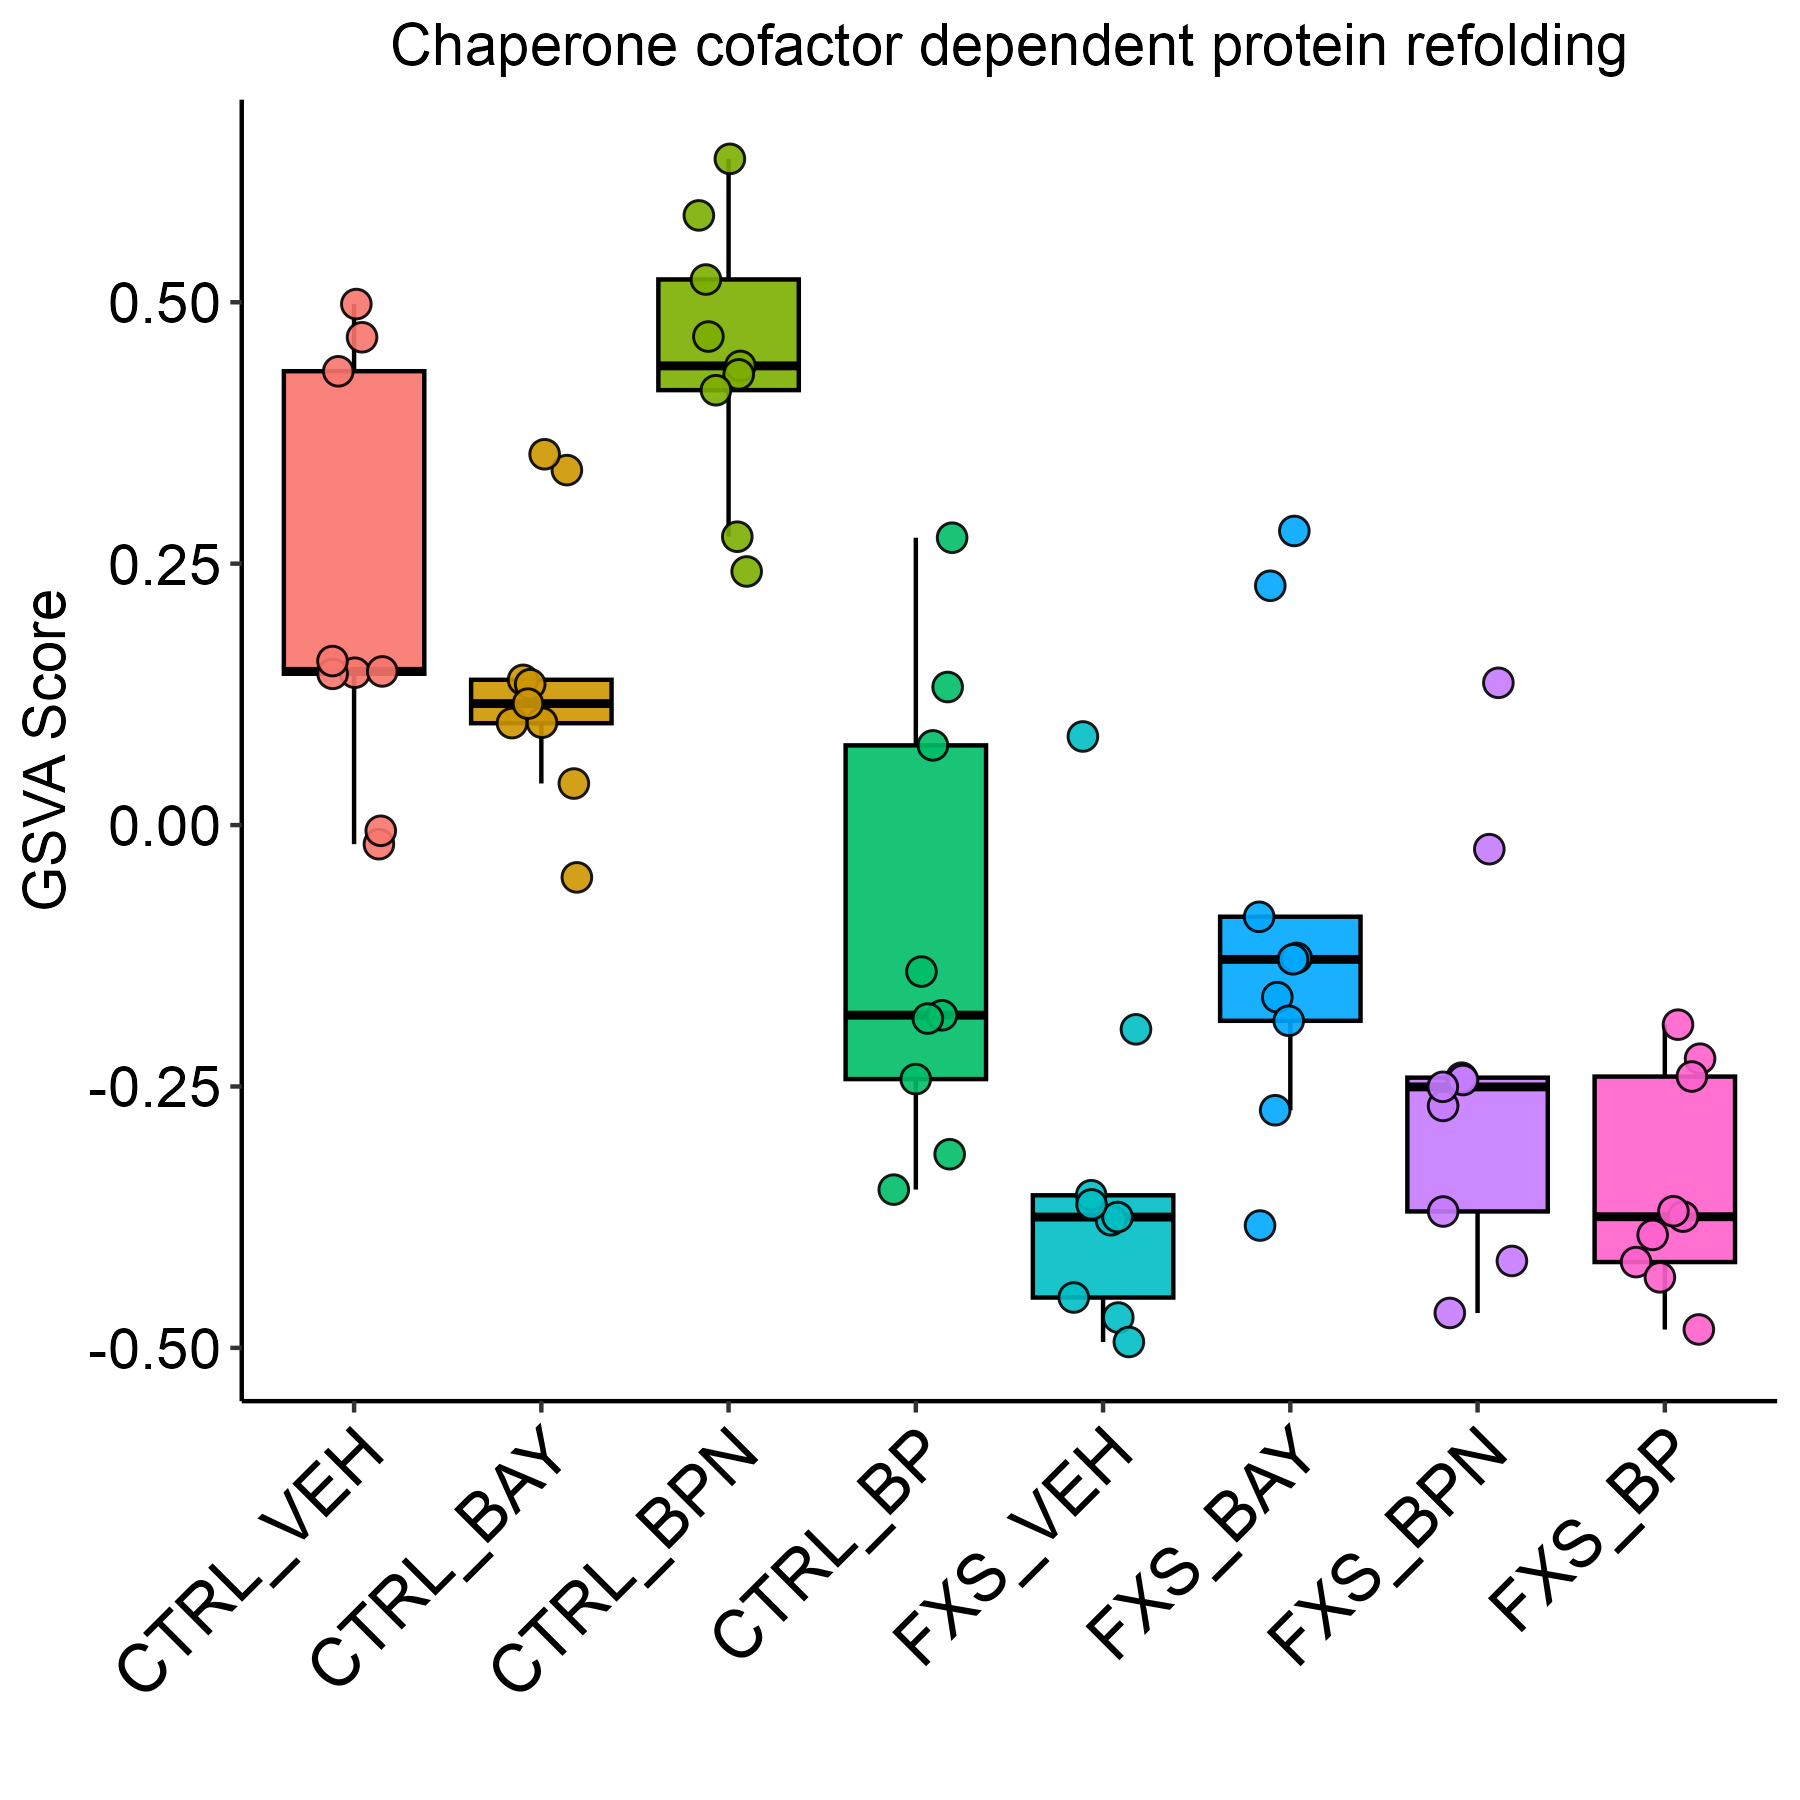 Chaperone cofactor dependent protein refolding
GSVA Score
0.50
0.25
0.00
-0.25
-0.50
CTRL_VEH
CTRL_BAY
CTRL_BPN
CTRL_BP
FXS_VEH
FXS_BAY
FXS_BPN
FXS_BP